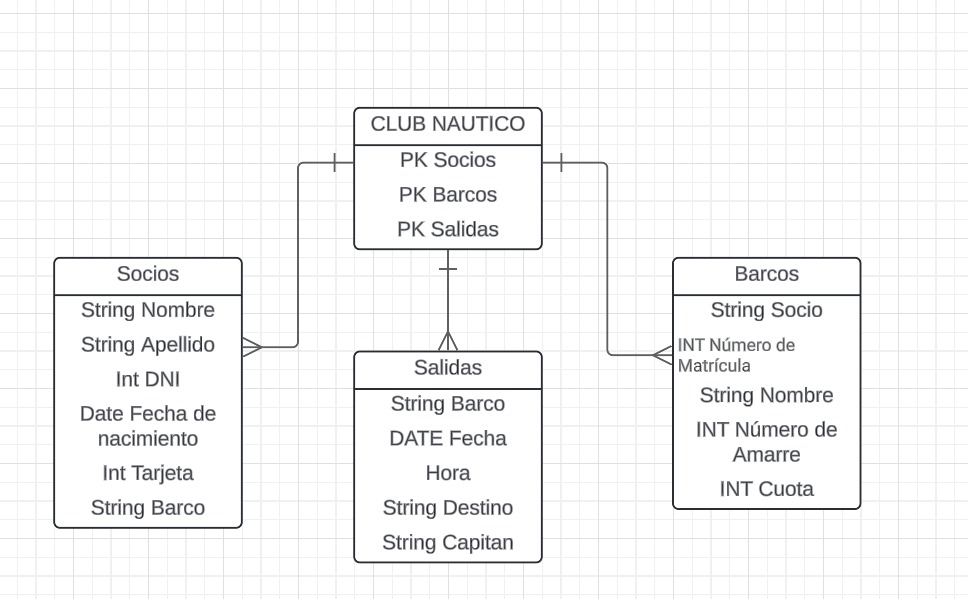 CLUB NAUTICO
PK Socios
PK Barcos
PK Salidas
Socios
String Nombre
String Apellido
Int DNI
Date Fecha de
nacimiento
Int Tarjeta
String Barco
Salidas
String Barco
DATE Fecha
Hora
String Destino
String Capitan
Barcos
String Socio
INT Número de
Matrícula
String Nombre
INT Número de
Amarre
INT Cuota